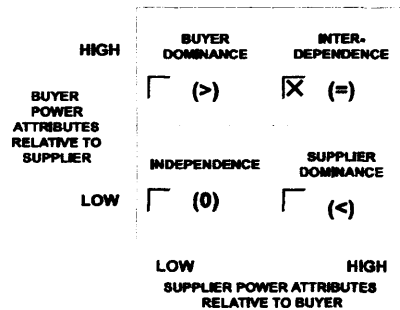 HIGH
BUYER
DOMINANCE
(>)
INTER-
DEPENDENCE
(=)
BUYER
POWER
ATTRIBUTES
RELATIVE TO
SUPPLIER
INDEPENDENCE
(0)
SUPPLIER
DOMINANCE
(<)
LOW
LOW
HIGH
SUPPLIER POWER ATTRIBUTES
RELATIVE TO BUYER